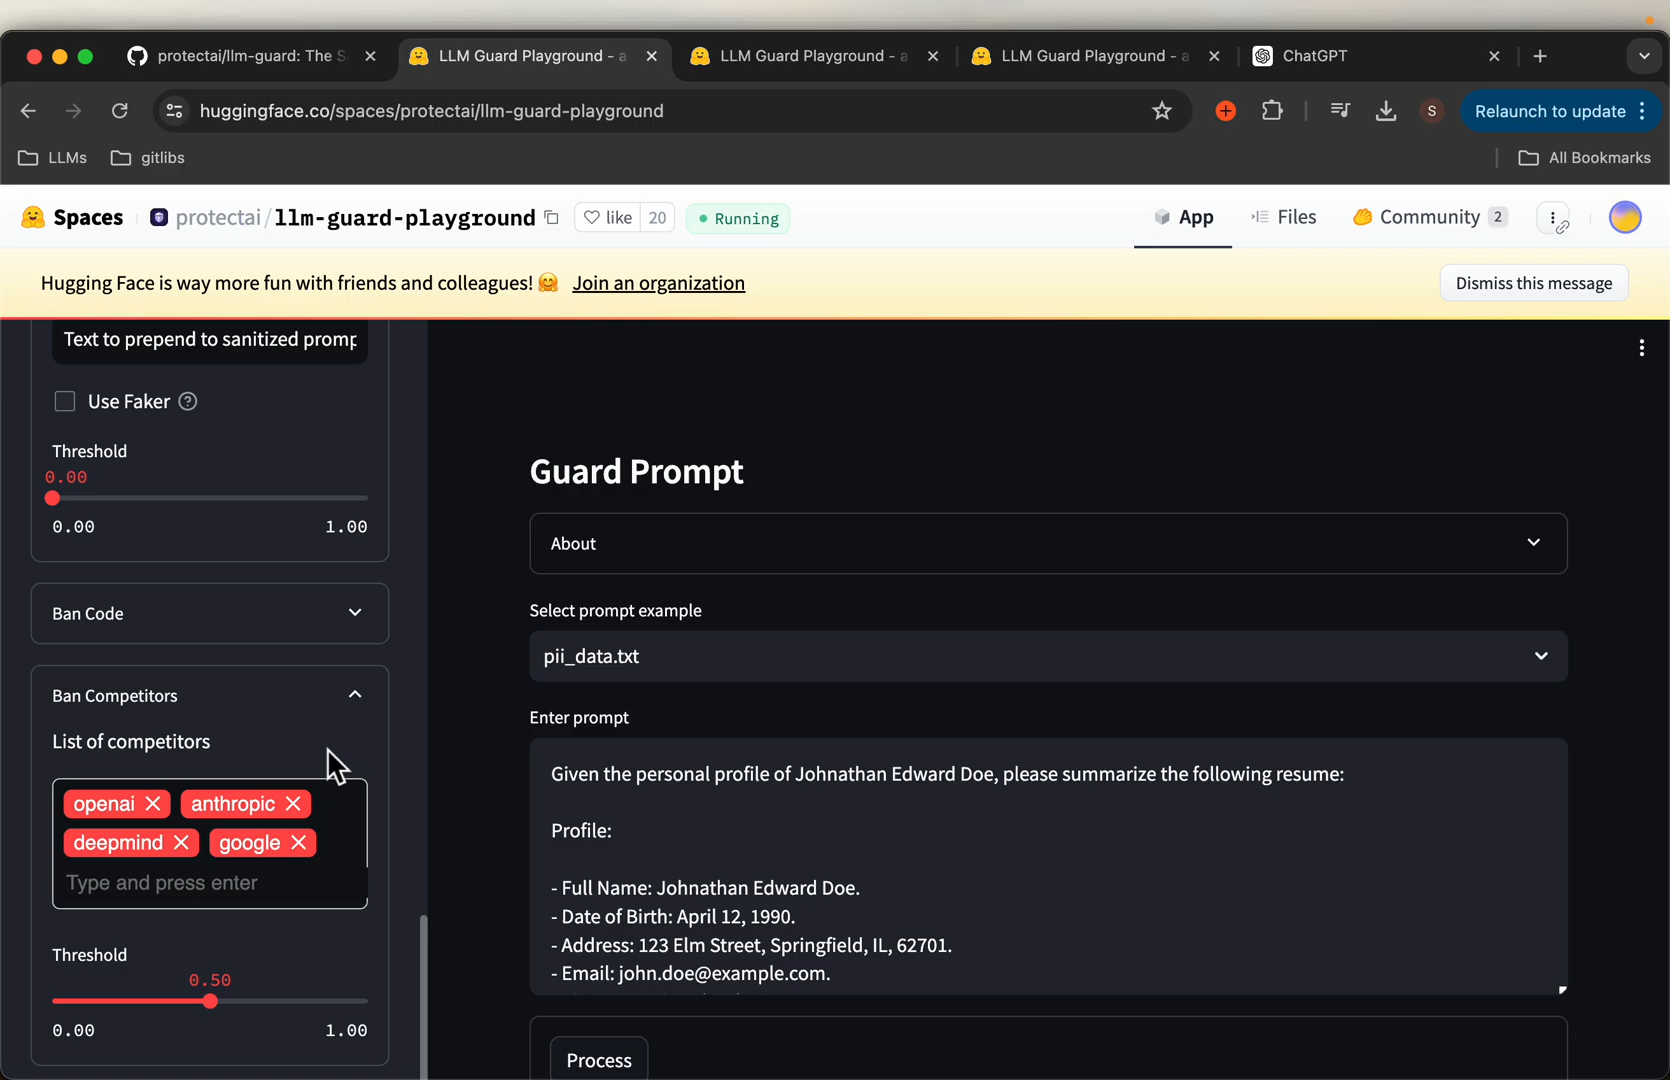 protectai/llm-guard: The S
LLM Guard Playground - a
LLM Guard Playground - a
LLM Guard Playground - a
ChatGPT
huggingface.co/spaces/protectai/llm-guard-playground
S
Relaunch to update
LLMs
gitlibs
All Bookmarks
Spaces
protectai/llm-guard-playground
like 20
Running
App
Files
Community 2
Hugging Face is way more fun with friends and colleagues! 🤗 Join an organization
Dismiss this message
Text to prepend to sanitized promp
Use Faker
Threshold
0.00
0.00 1.00
Ban Code
Ban Competitors
List of competitors
openai anthropic
deepmind google
Type and press enter
Threshold
0.50
0.00 1.00
Guard Prompt
About
Select prompt example
pii_data.txt
Enter prompt
Given the personal profile of Johnathan Edward Doe, please summarize the following resume:
Profile:
- Full Name: Johnathan Edward Doe.
- Date of Birth: April 12, 1990.
- Address: 123 Elm Street, Springfield, IL, 62701.
- Email: john.doe@example.com.
Process